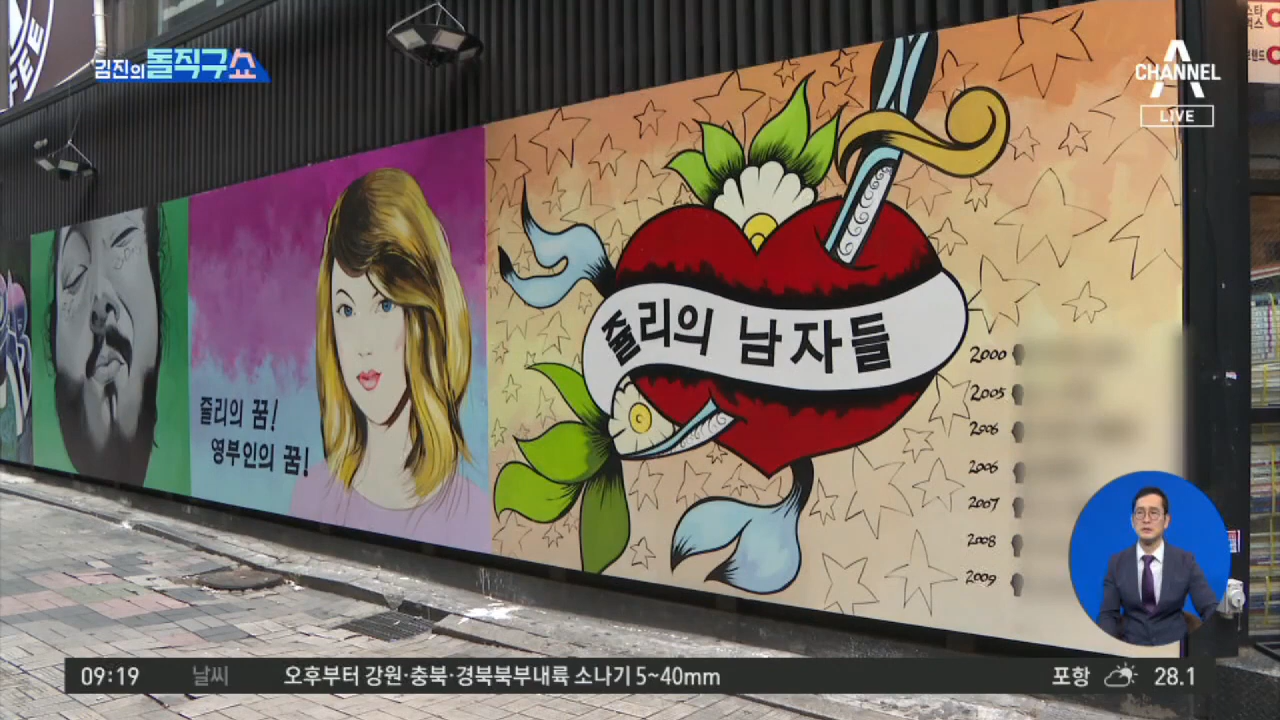 김진의 돌직구쇼
CHANNEL A
LIVE
줄리의 꿈!
영부인의 꿈!
쥴리의 남자들
2000
2005
2006
2006
2007
2008
2009
09:19 날씨 오후부터 강원·충북·경북북부내륙 소나기 5~40mm 포항 28.1